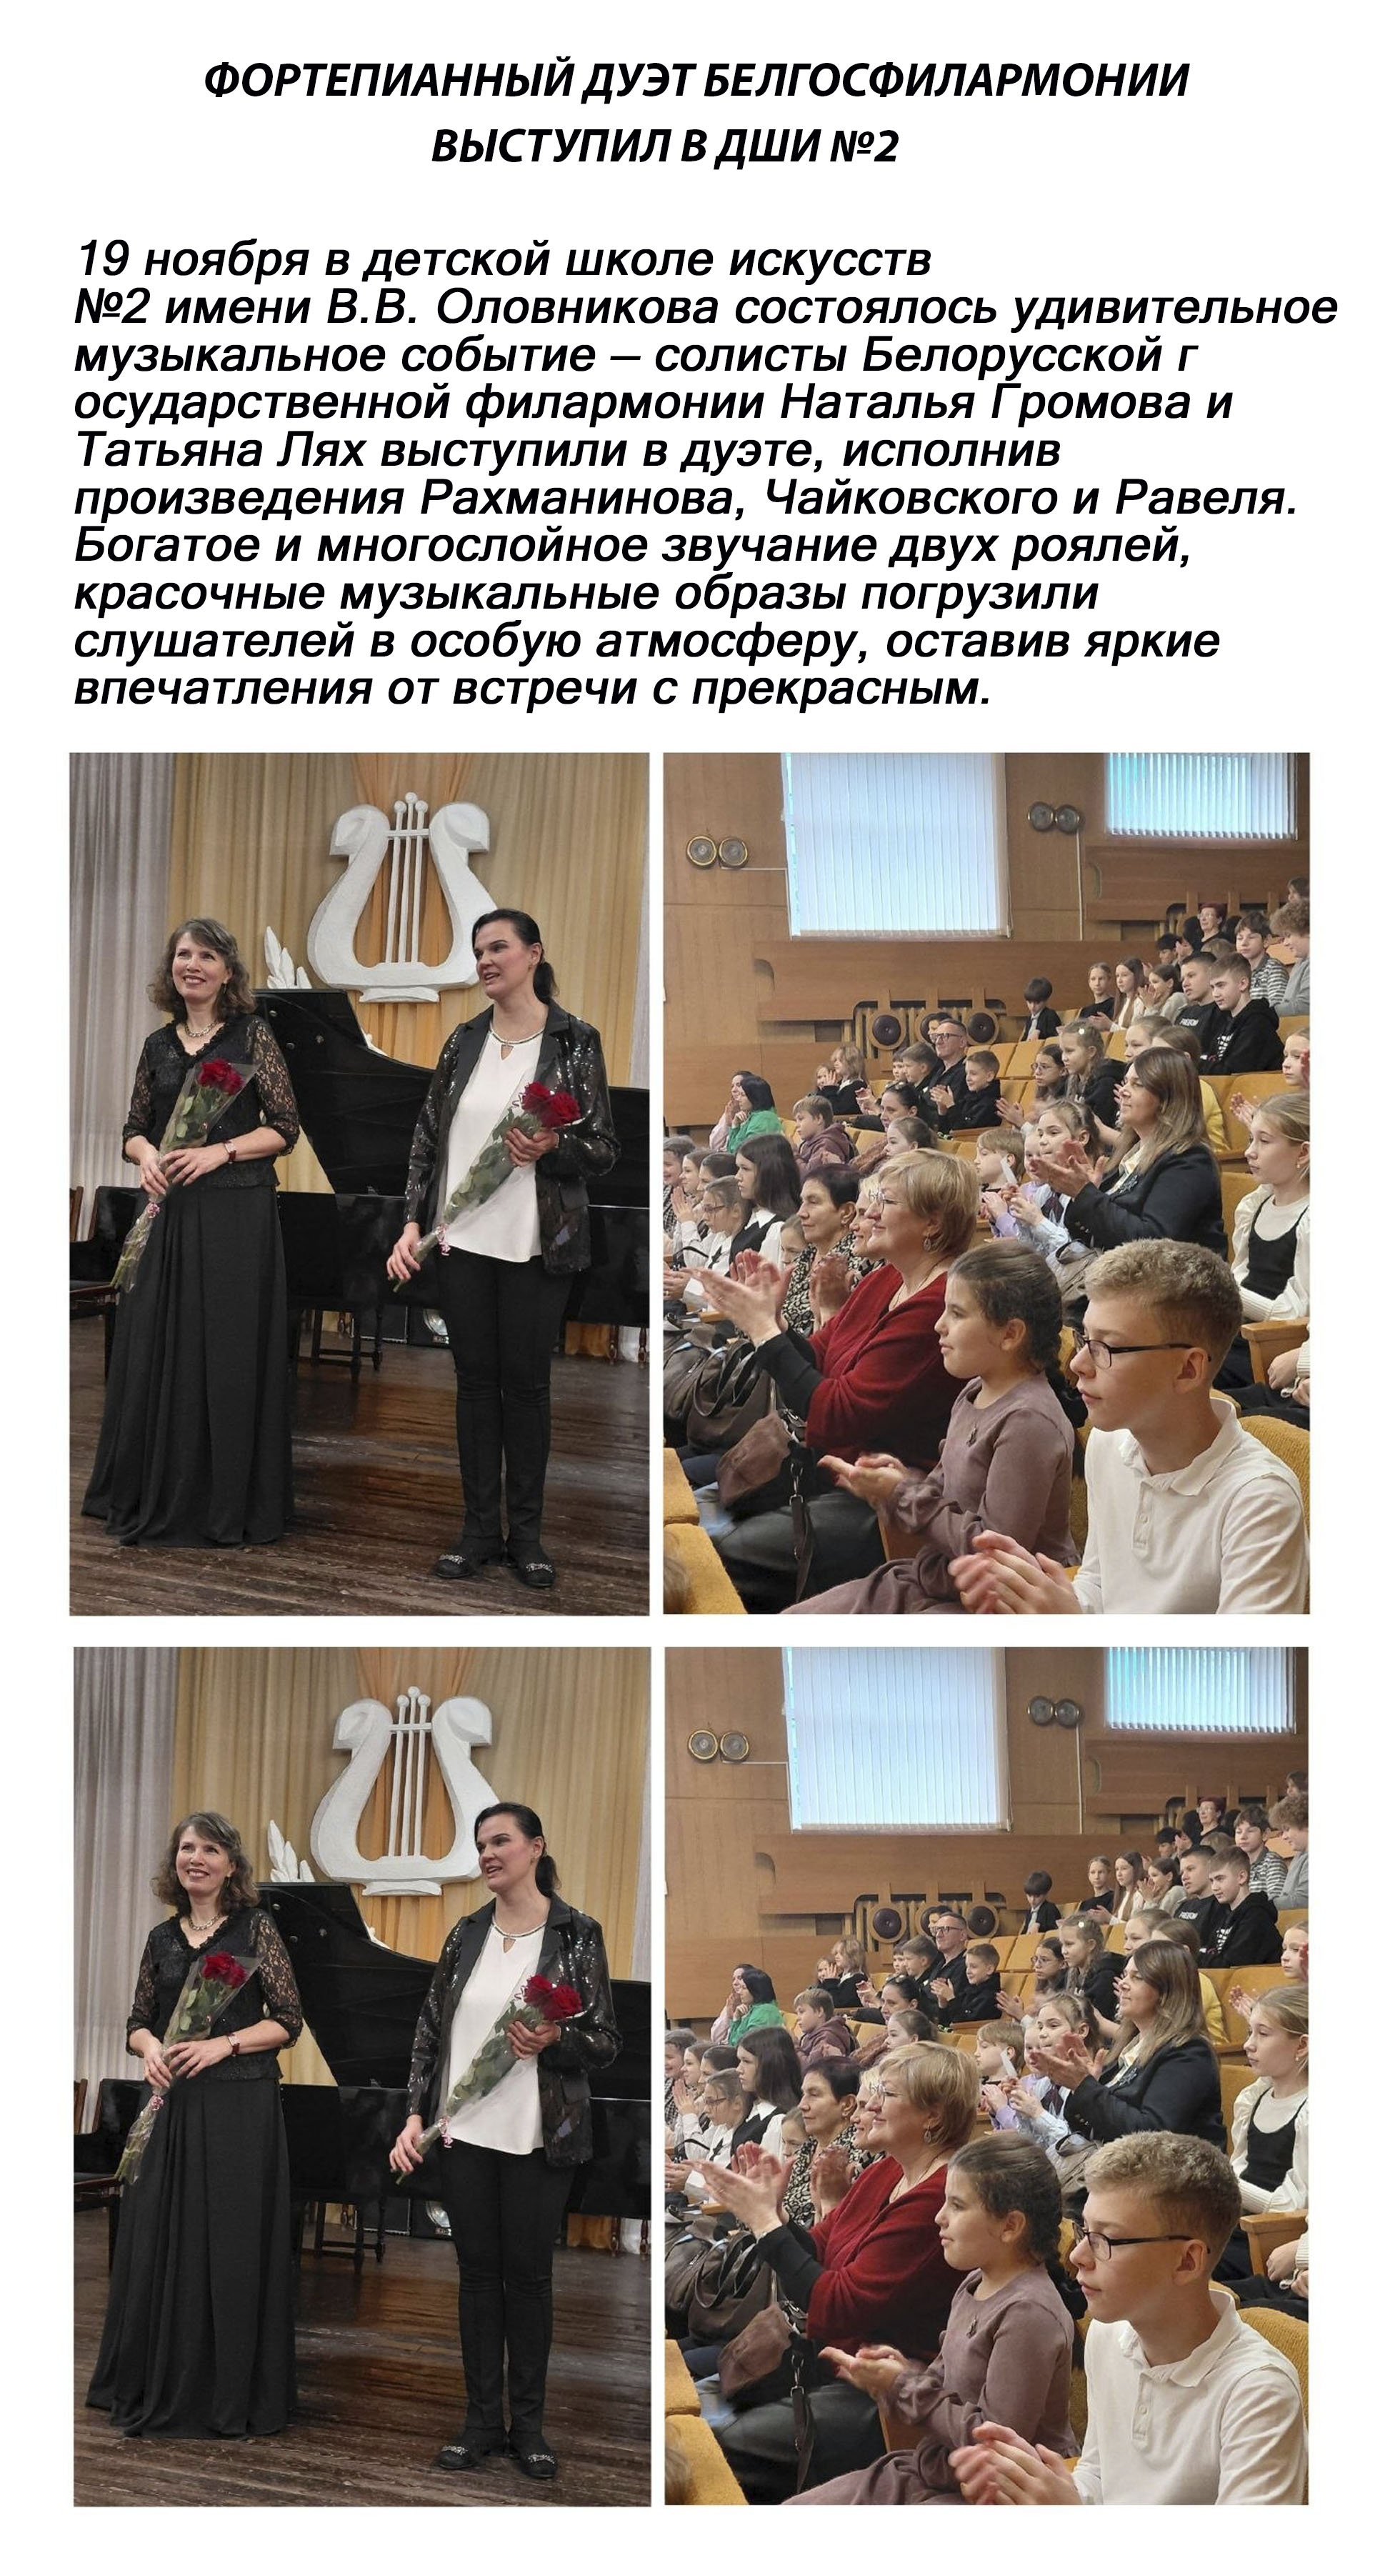 ФОРТЕПИАННЫЙ ДУЭТ БЕЛГОСФИЛАРМОНИИ
ВЫСТУПИЛ В ДШИ №2
19 ноября в детской школе искусств
№2 имени В.В. Оловникова состоялось удивительное
музыкальное событие – солисты Белорусской г
осударственной филармонии Наталья Громова и
Татьяна Лях выступили в дуэте, исполнив
произведения Рахманинова, Чайковского и Равеля.
Богатое и многослойное звучание двух роялей,
красочные музыкальные образы погрузили
слушателей в особую атмосферу, оставив яркие
впечатления от встречи с прекрасным.